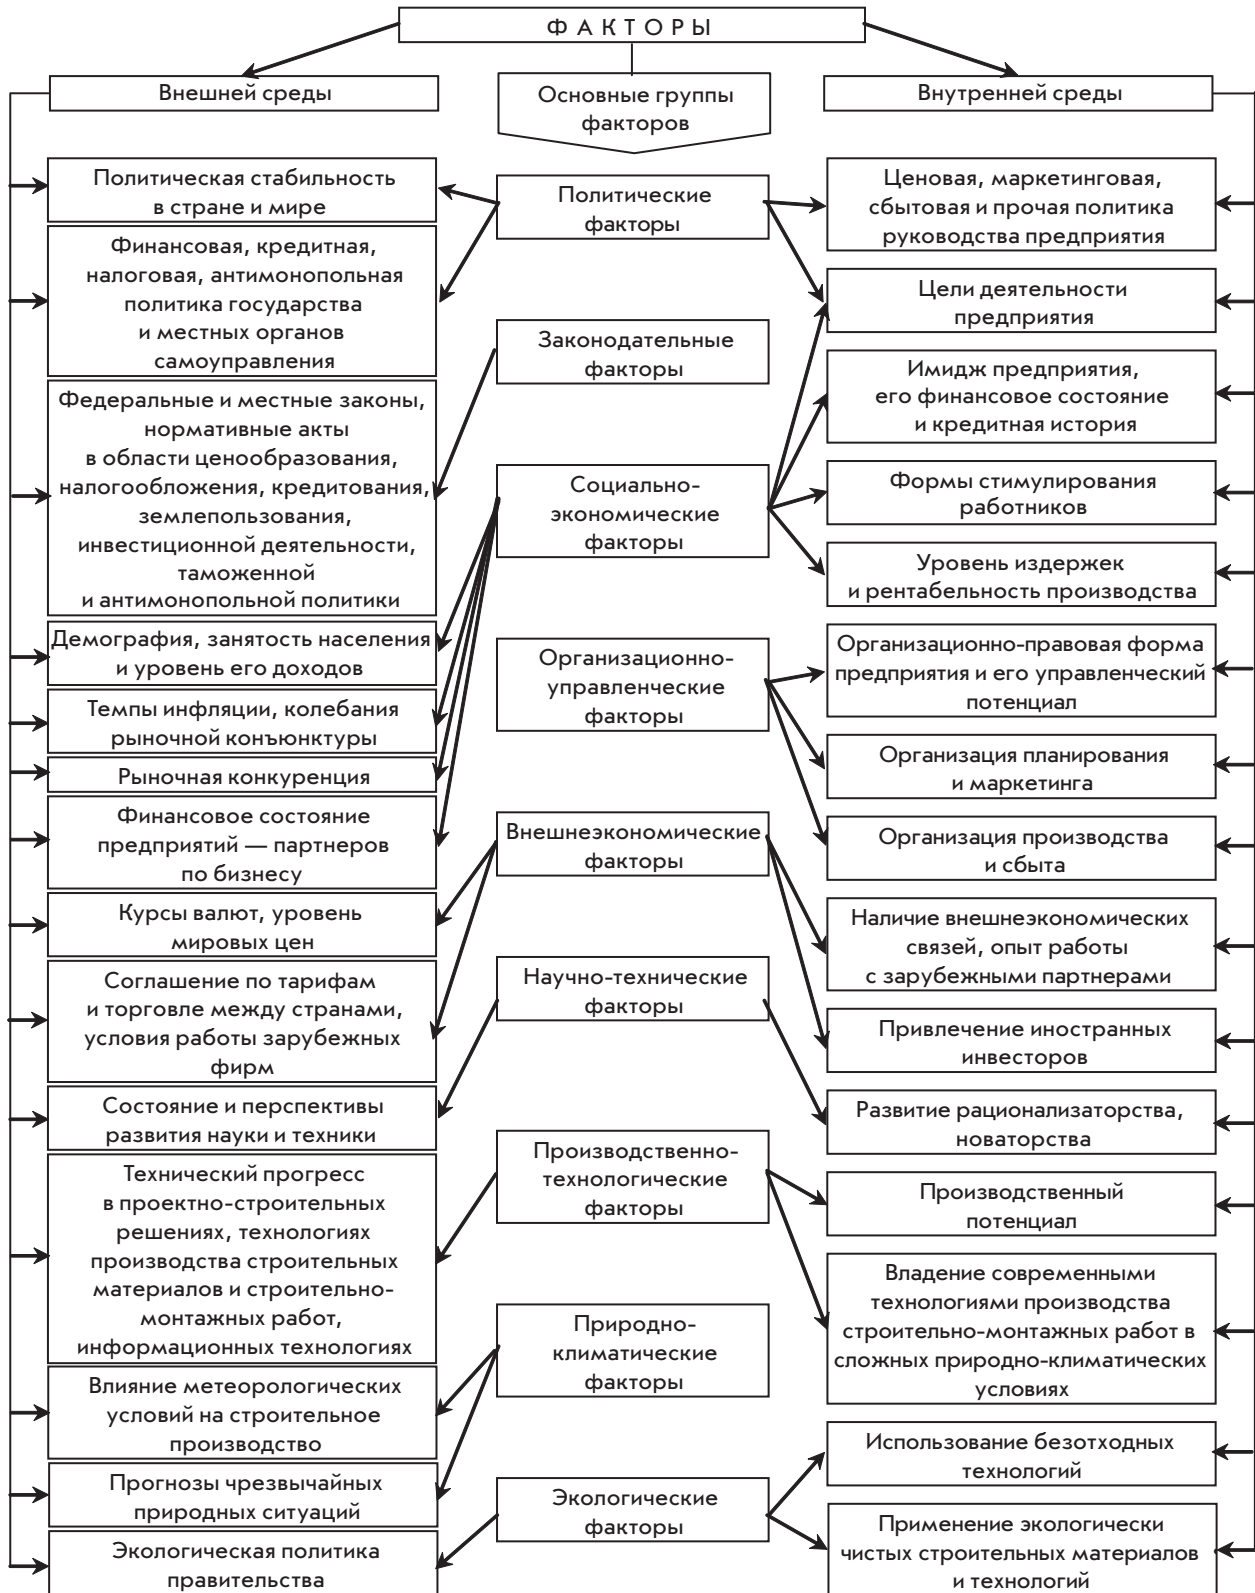 ФАКТОРЫ
Внешней среды
Основные группы
факторов
Внутренней среды
Политическая стабильность
в стране и мире
Финансовая, кредитная,
налоговая, антимонопольная
политика государства
и местных органов
самоуправления
Федеральные и местные законы,
нормативные акты
в области ценообразования,
налогообложения, кредитования,
землепользования,
инвестиционной деятельности,
таможенной
и антимонопольной политики
Демография, занятость населения
и уровень его доходов
Темпы инфляции, колебания
рыночной конъюнктуры
Рыночная конкуренция
Финансовое состояние
предприятий — партнеров
по бизнесу
Курсы валют, уровень
мировых цен
Соглашение по тарифам
и торговле между странами,
условия работы зарубежных
фирм
Состояние и перспективы
развития науки и техники
Технический прогресс
в проектно-строительных
решениях, технологиях
производства строительных
материалов и строительно-
монтажных работ,
информационных технологиях
Влияние метеорологических
условий на строительное
производство
Прогнозы чрезвычайных
природных ситуаций
Экологическая политика
правительства
Политические
факторы
Законодательные
факторы
Социально-
экономические
факторы
Организационно-
управленческие
факторы
Внешнеэкономические
факторы
Научно-технические
факторы
Производственно-
технологические
факторы
Природно-
климатические
факторы
Экологические
факторы
Ценовая, маркетинговая,
сбытовая и прочая политика
руководства предприятия
Цели деятельности
предприятия
Имидж предприятия,
его финансовое состояние
и кредитная история
Формы стимулирования
работников
Уровень издержек
и рентабельность производства
Организационно-правовая форма
предприятия и его управленческий
потенциал
Организация планирования
и маркетинга
Организация производства
и сбыта
Наличие внешнеэкономических
связей, опыт работы
с зарубежными партнерами
Привлечение иностранных
инвесторов
Развитие рационализаторства,
новаторства
Производственный
потенциал
Владение современными
технологиями производства
строительно-монтажных работ в
сложных природно-климатических
условиях
Использование безотходных
технологий
Применение экологически
чистых строительных материалов
и технологий